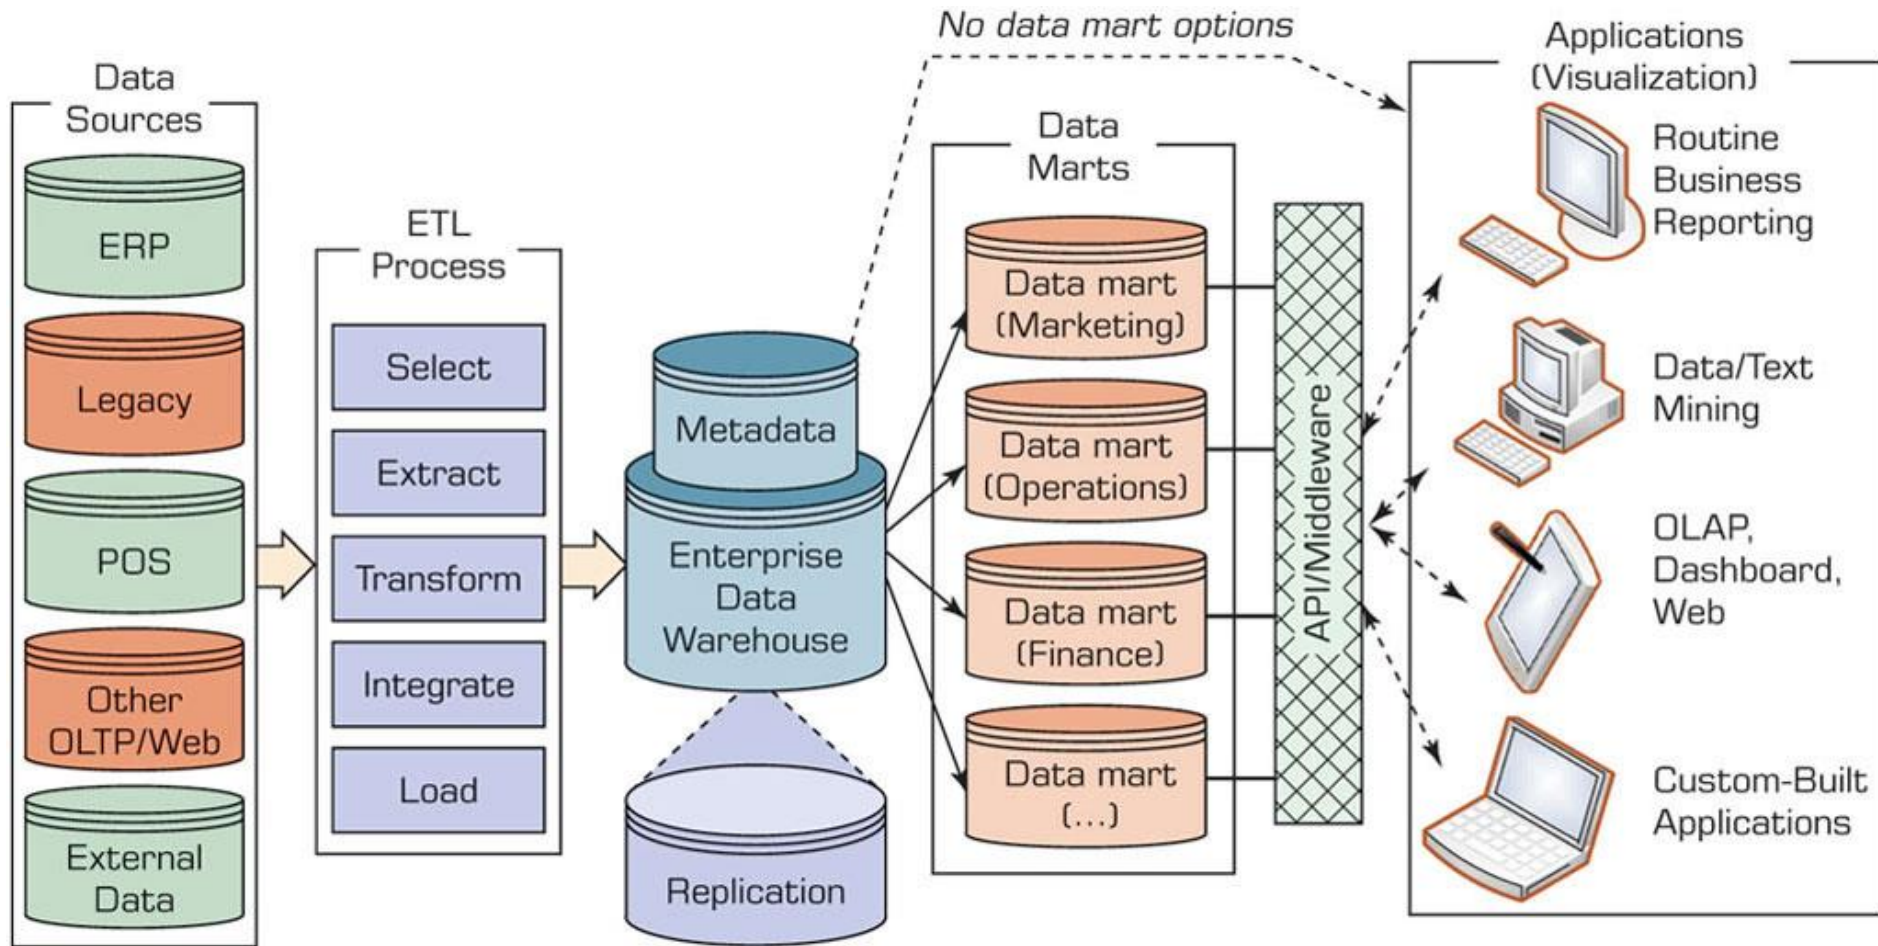 No data mart options
Data
Sources
ERP
Legacy
POS
Other
OLTP/Web
External
Data
ETL
Process
Select
Extract
Transform
Integrate
Load
Metadata
Enterprise
Data
Warehouse
Replication
Data
Marts
Data mart
(Marketing)
Data mart
(Operations)
Data mart
(Finance)
Data mart
(...)
API/Middleware
Applications
(Visualization)
Routine
Business
Reporting
Data/Text
Mining
OLAP,
Dashboard,
Web
Custom-Built
Applications